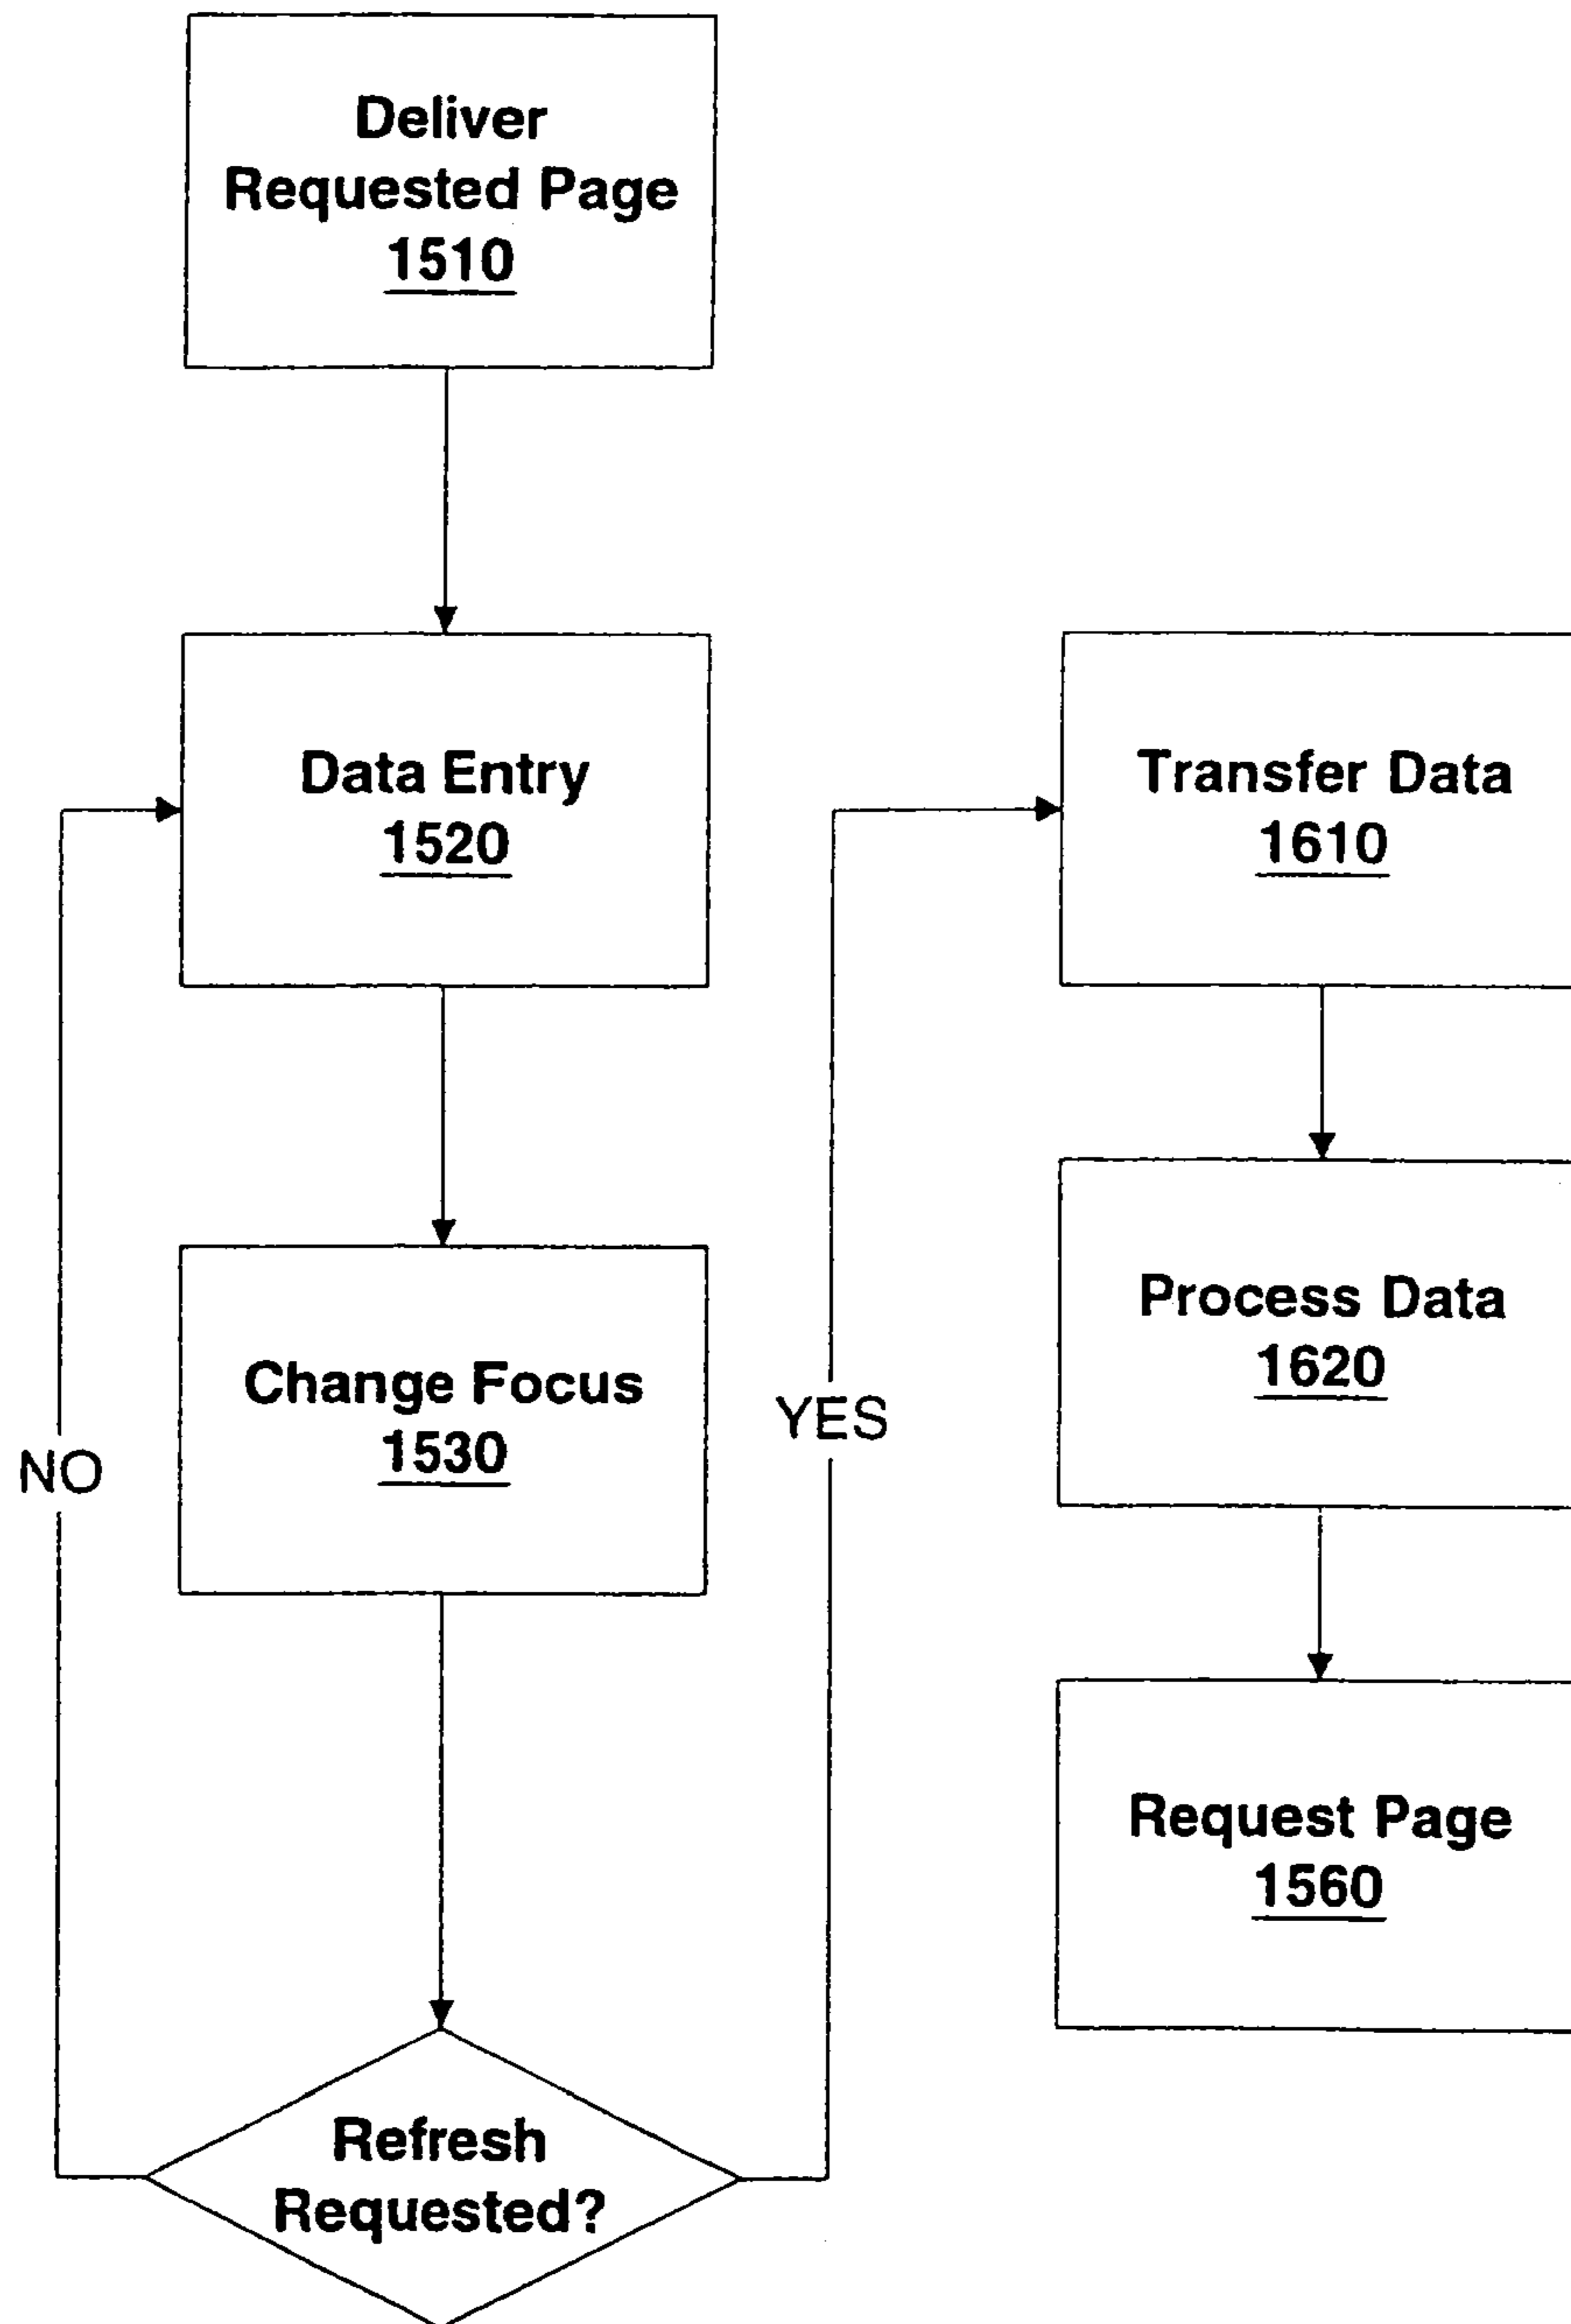 Deliver
Requested Page
1510
Data Entry
1520
Change Focus
1530
NO
Refresh
Requested?
YES
Transfer Data
1610
Process Data
1620
Request Page
1560